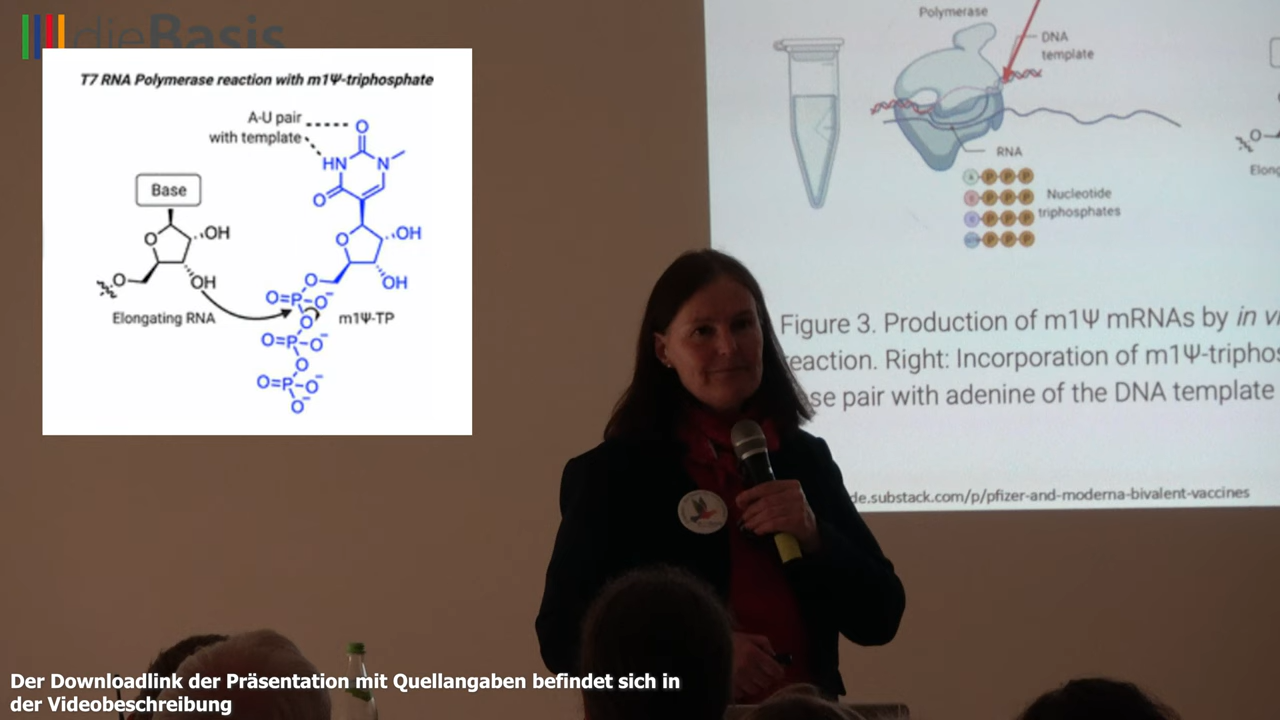 dieBasis
T7 RNA Polymerase reaction with m1Ψ-triphosphate
A-U pair
with template
O
HN
N
O
Base
O
OH
O
OH
O
OH
OH
O
O=P-O⁻
O
O=P-O⁻
O
O=P-O⁻
O⁻
Elongating RNA
m1Ψ-TP
Polymerase
DNA
template
RNA
P P P
P P P
P P P
P P P
Nucleotide
triphosphates
O
Elong
Figure 3. Production of m1Ψ mRNAs by in vi
eaction. Right: Incorporation of m1Ψ-triphos
se pair with adenine of the DNA template
de.substack.com/p/pfizer-and-moderna-bivalent-vaccines
Der Downloadlink der Präsentation mit Quellangaben befindet sich in
der Videobeschreibung